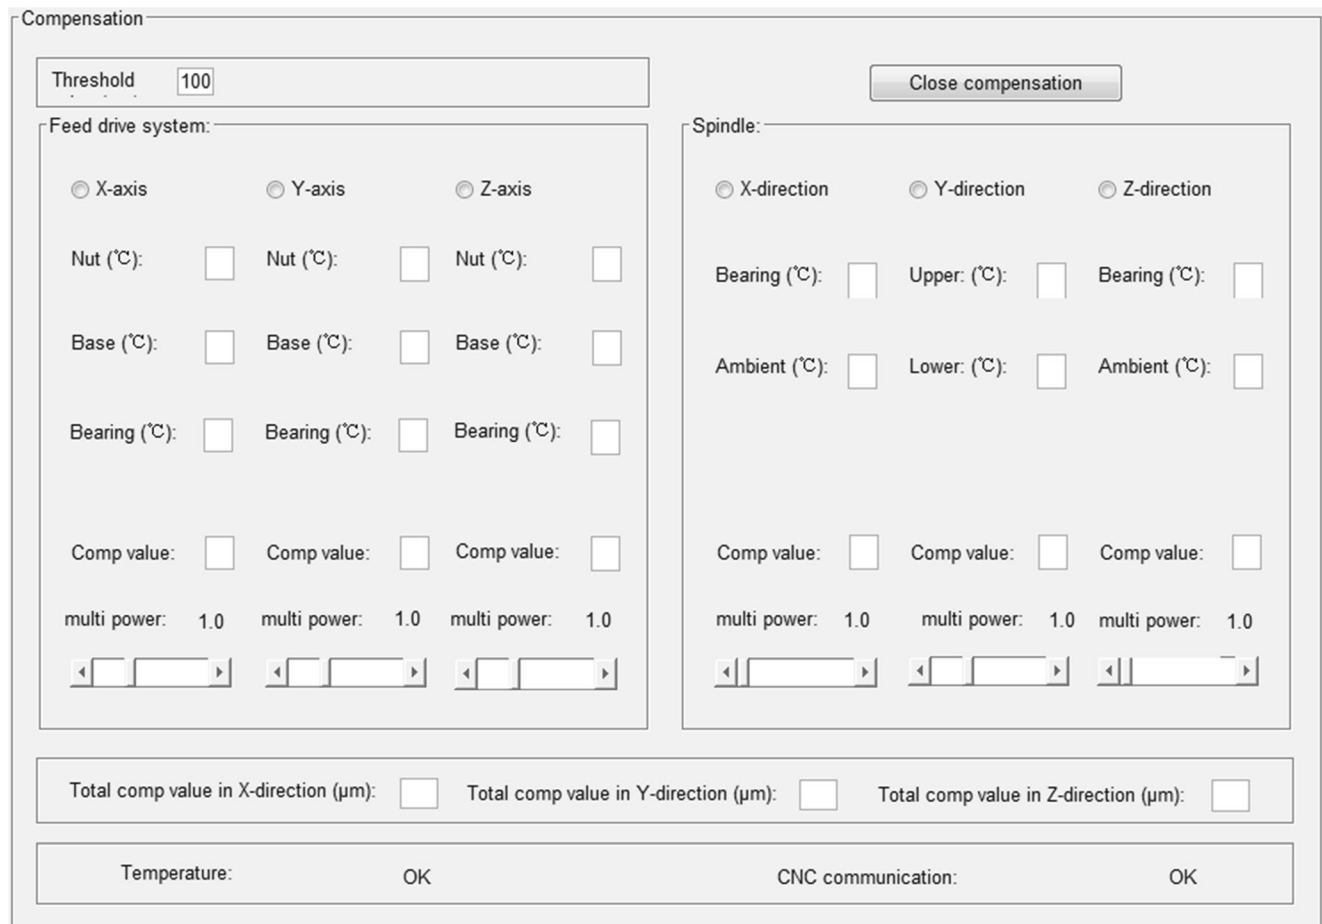 Compensation
Threshold 100
Close compensation
Feed drive system:
X-axis Y-axis Z-axis
Nut (℃): Nut (℃): Nut (℃):
Base (℃): Base (℃): Base (℃):
Bearing (℃): Bearing (℃): Bearing (℃):
Comp value: Comp value: Comp value:
multi power: 1.0 multi power: 1.0 multi power: 1.0
Spindle:
X-direction Y-direction Z-direction
Bearing (℃): Upper: (℃): Bearing (℃):
Ambient (℃): Lower: (℃): Ambient (℃):
Comp value: Comp value: Comp value:
multi power: 1.0 multi power: 1.0 multi power: 1.0
Total comp value in X-direction (μm): Total comp value in Y-direction (μm): Total comp value in Z-direction (μm):
Temperature: OK CNC communication: OK